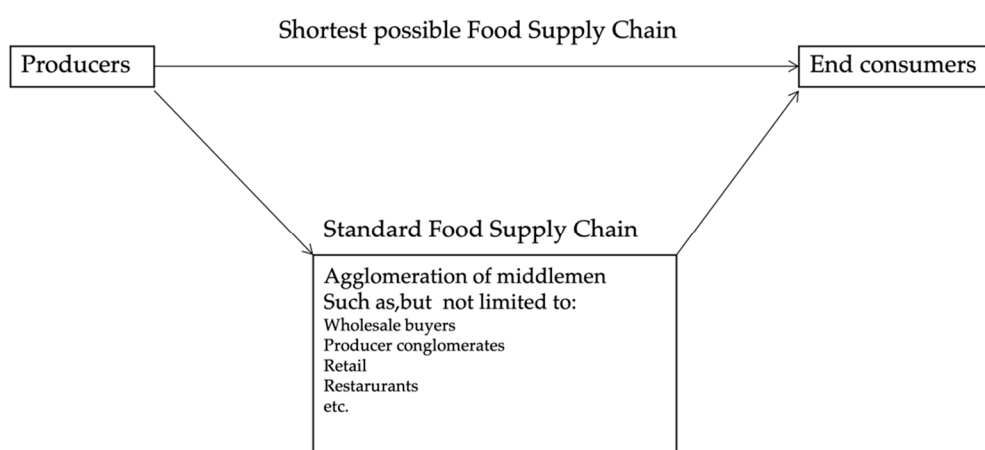 Shortest possible Food Supply Chain
Producers
End consumers
Standard Food Supply Chain
Agglomeration of middlemen
Such as,but not limited to:
Wholesale buyers
Producer conglomerates
Retail
Restarurants
etc.